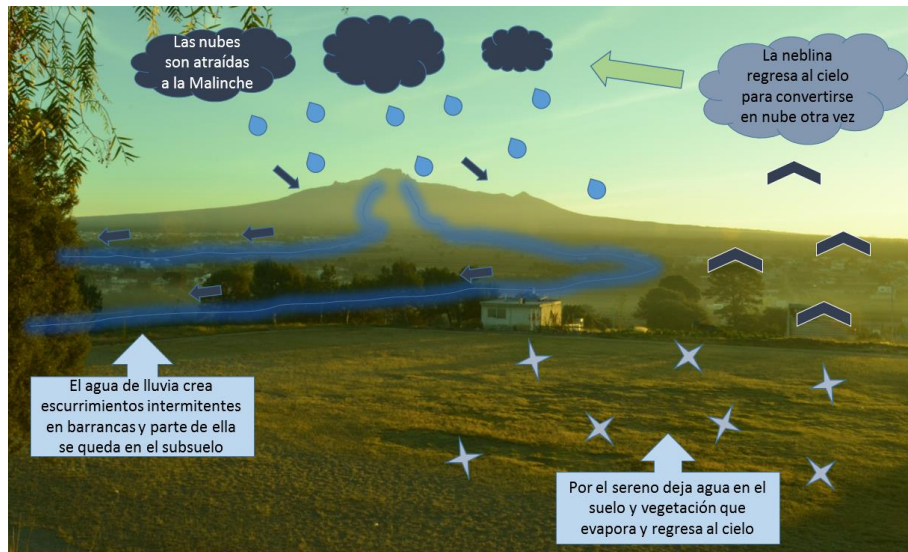 Las nubes
son atraídas
a la Malinche
La neblina
regresa al cielo
para convertirse
en nube otra vez
El agua de lluvia crea
escurrimientos intermitentes
en barrancas y parte de ella
se queda en el subsuelo
Por el sereno deja agua en el
suelo y vegetación que
evapora y regresa al cielo